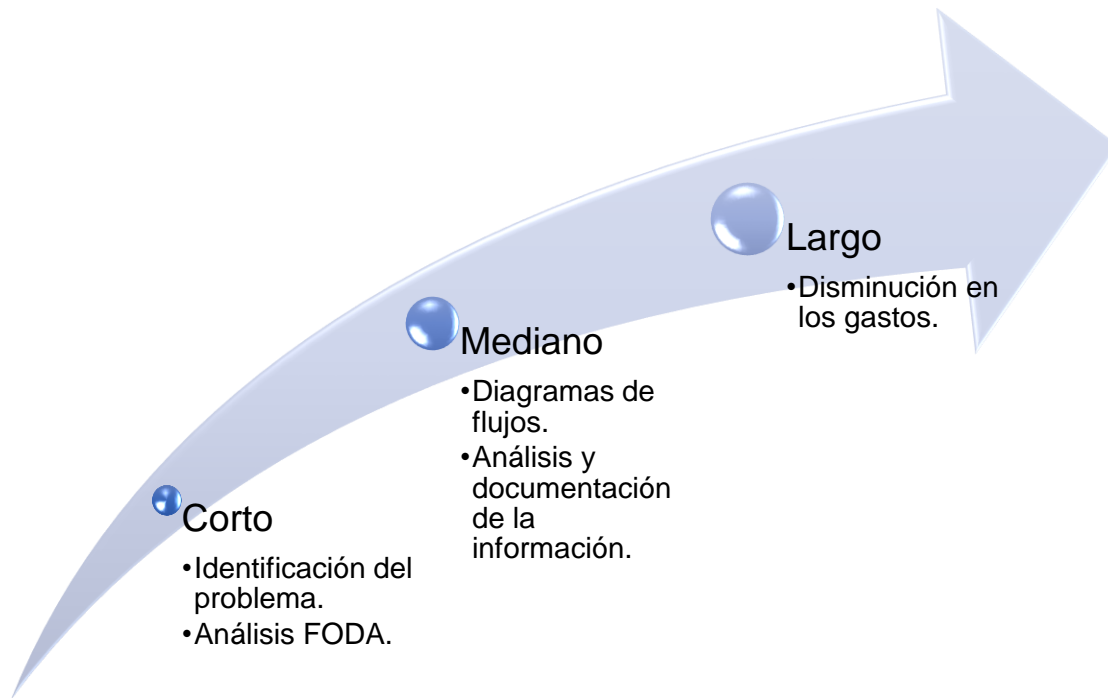 Corto
•Identificación del
problema.
•Análisis FODA.
Mediano
•Diagramas de
flujos.
•Análisis y
documentación
de la
información.
Largo
•Disminución en
los gastos.